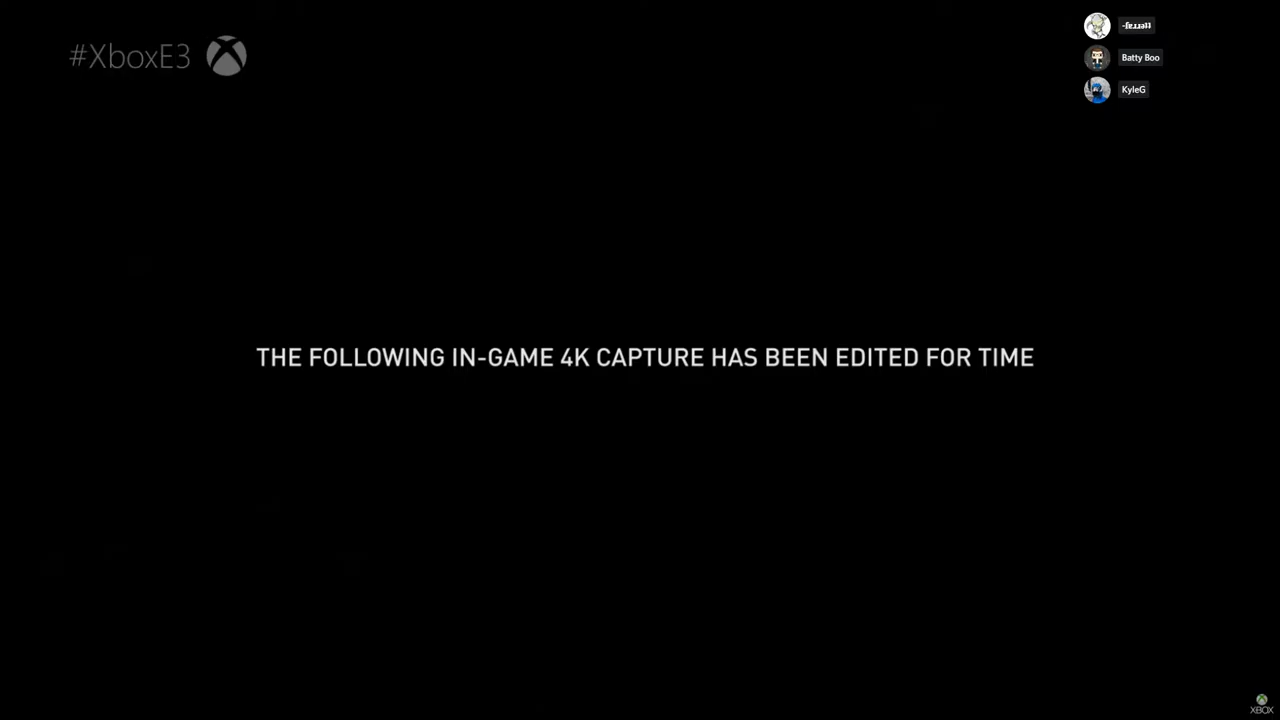 #XboxE3
Batty Boo
KyleG
THE FOLLOWING IN-GAME 4K CAPTURE HAS BEEN EDITED FOR TIME
XBOX